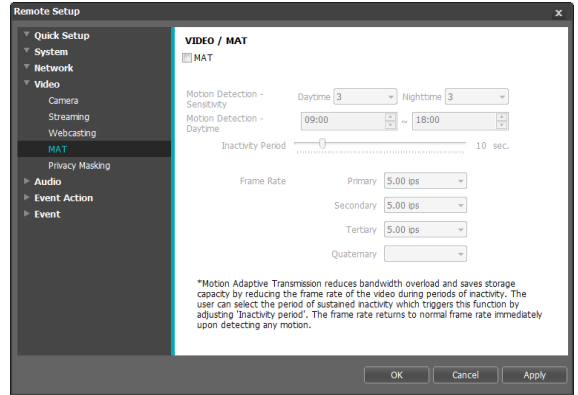 Remote Setup x
Quick Setup
System
Network
Video
Camera
Streaming
Webcasting
MAT
Privacy Masking
Audio
Event Action
Event
VIDEO / MAT
MAT
Motion Detection -
Sensitivity
Daytime 3 Nighttime 3
Motion Detection -
Daytime
09:00 ~ 18:00
Inactivity Period 10 sec.
Frame Rate Primary 5.00 ips
Secondary 5.00 ips
Tertiary 5.00 ips
Quaternary
*Motion Adaptive Transmission reduces bandwidth overload and saves storage
capacity by reducing the frame rate of the video during periods of inactivity. The
user can select the period of sustained inactivity which triggers this function by
adjusting 'Inactivity period'. The frame rate returns to normal frame rate immediately
upon detecting any motion.
OK Cancel Apply